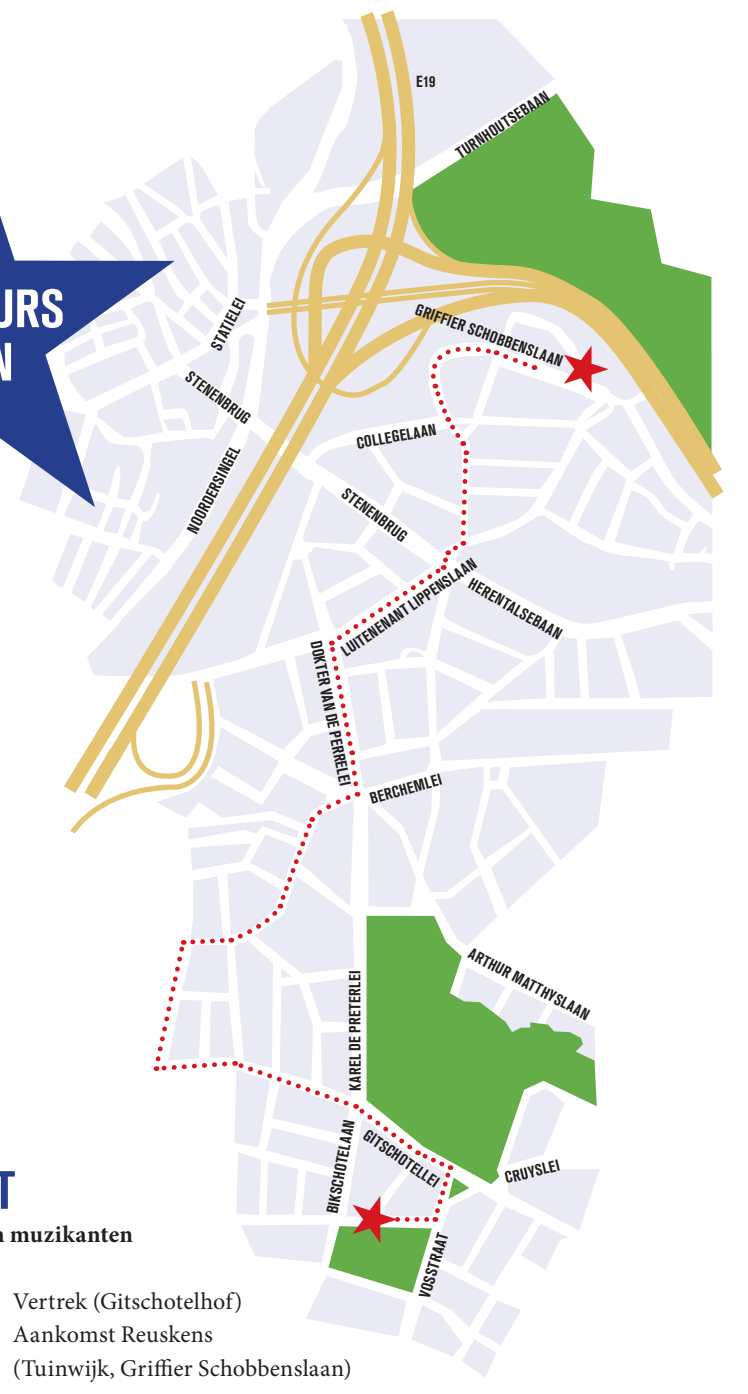 E19
TURNHOUTSEBAAN
URS
N
STATIELEI
GRIFFIER SCHOBBENSLAAN
STENENBRUG
COLLEGELAAN
NOORDERSINGEL
STENENBRUG
LUITENENANT LIPPENSLAAN
HERENTALSEBAAN
DOKTER VAN DE PERRELEI
BERCHEMLEI
ARTHUR MATTHYSLAAN
KAREL DE PRETERLEI
BIKSCHOTELAAN
GITSCHOTELLEI
CRUYSLEI
VOSSTRAAT
T
n muzikanten
Vertrek (Gitschotelhof)
Aankomst Reuskens
(Tuinwijk, Griffier Schobbenslaan)